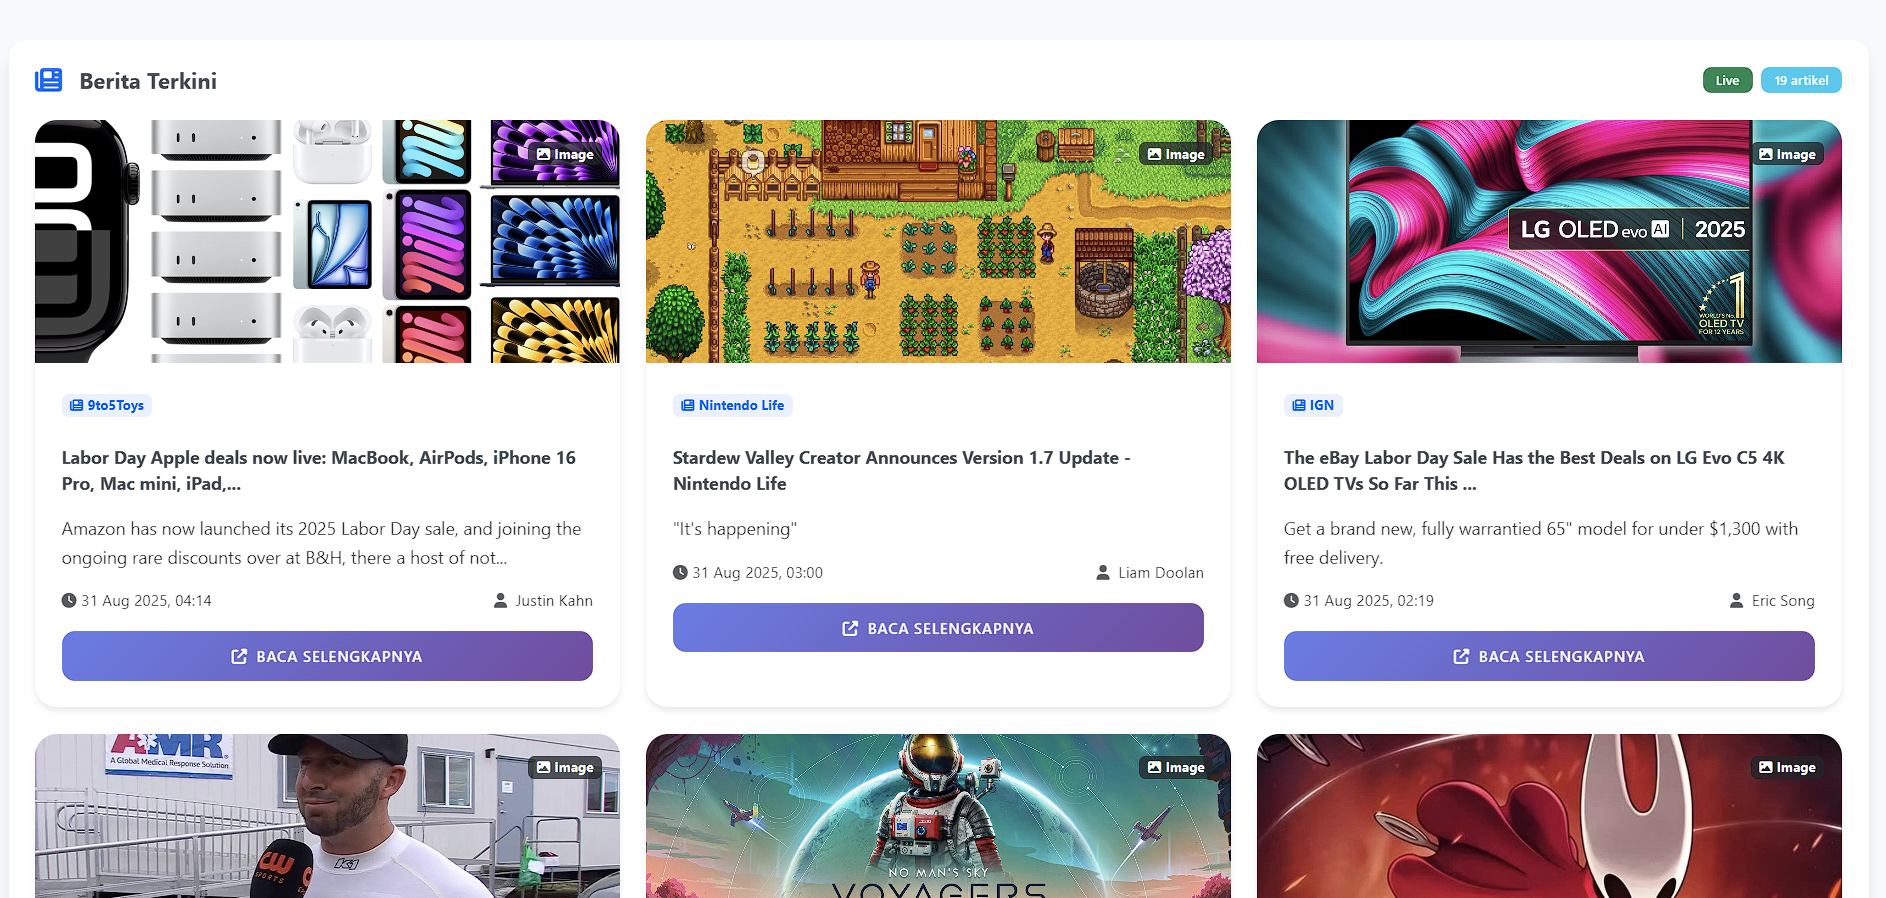 Berita Terkini
Live
19 artikel
Image
Image
LG OLED evo AI | 2025
WORLD'S No.1
OLED TV
FOR 12 YEARS
Image
9to5Toys
Labor Day Apple deals now live: MacBook, AirPods, iPhone 16
Pro, Mac mini, iPad,...
Amazon has now launched its 2025 Labor Day sale, and joining the
ongoing rare discounts over at B&H, there a host of not...
31 Aug 2025, 04:14
Justin Kahn
BACA SELENGKAPNYA
Nintendo Life
Stardew Valley Creator Announces Version 1.7 Update -
Nintendo Life
"It's happening"
31 Aug 2025, 03:00
Liam Doolan
BACA SELENGKAPNYA
IGN
The eBay Labor Day Sale Has the Best Deals on LG Evo C5 4K
OLED TVs So Far This ...
Get a brand new, fully warrantied 65" model for under $1,300 with
free delivery.
31 Aug 2025, 02:19
Eric Song
BACA SELENGKAPNYA
AMR
A Global Medical Response Solution
Image
CW
SPORTS
K1
Image
NO MAN'S SKY
VOYAGERS
Image